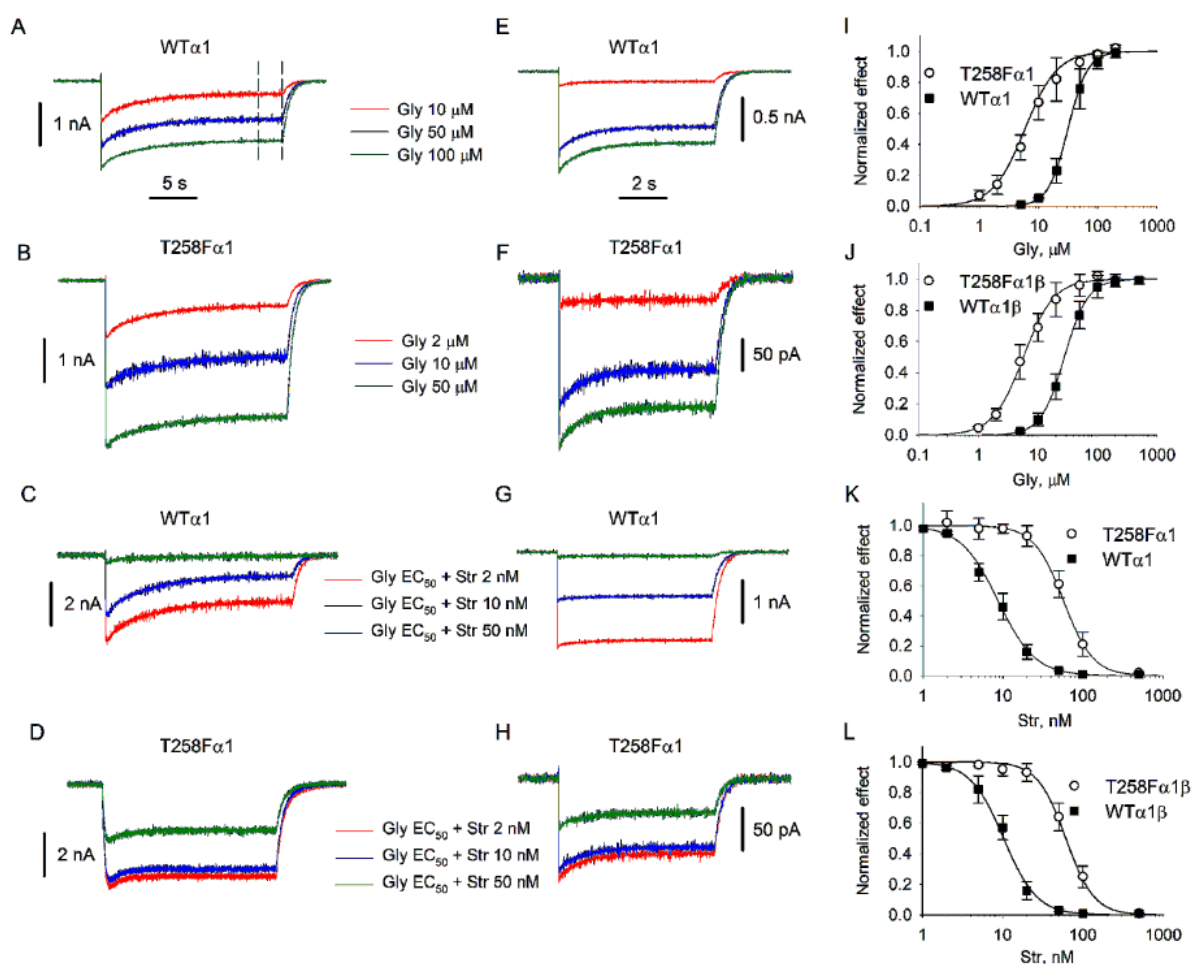 A
WTα1
1 nA
Gly 10 μM
Gly 50 μM
Gly 100 μM
5 s
E
WTα1
0.5 nA
2 s
I
1.0
0.8
0.6
0.4
0.2
0.0
Normalized effect
T258Fα1
WTα1
0.1 1 10 100 1000
Gly, μM
B
T258Fα1
1 nA
Gly 2 μM
Gly 10 μM
Gly 50 μM
F
T258Fα1
50 pA
J
1.0
0.8
0.6
0.4
0.2
0.0
Normalized effect
T258Fα1β
WTα1β
0.1 1 10 100 1000
Gly, μM
C
WTα1
2 nA
Gly EC50 + Str 2 nM
Gly EC50 + Str 10 nM
Gly EC50 + Str 50 nM
G
WTα1
1 nA
K
1.0
0.8
0.6
0.4
0.2
0.0
Normalized effect
T258Fα1
WTα1
1 10 100 1000
Str, nM
D
T258Fα1
2 nA
Gly EC50 + Str 2 nM
Gly EC50 + Str 10 nM
Gly EC50 + Str 50 nM
H
T258Fα1
50 pA
L
1.0
0.8
0.6
0.4
0.2
0.0
Normalized effect
T258Fα1β
WTα1β
1 10 100 1000
Str, nM